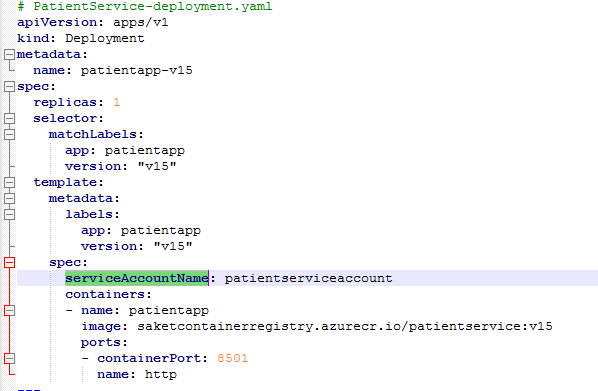 # PatientService-deployment.yaml
apiVersion: apps/v1
kind: Deployment
metadata:
  name: patientapp-v15
spec:
  replicas: 1
  selector:
    matchLabels:
      app: patientapp
      version: "v15"
  template:
    metadata:
      labels:
        app: patientapp
        version: "v15"
    spec:
      serviceAccountName: patientserviceaccount
      containers:
      - name: patientapp
        image: saketcontainerregistry.azurecr.io/patientservice:v15
        ports:
        - containerPort: 8501
          name: http
---